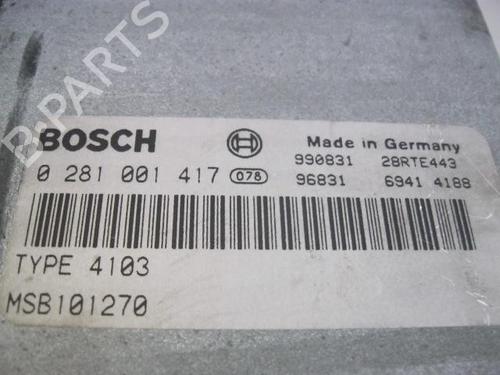 BOSCH
Made in Germany
0 281 001 417 078
990831 28RTE443
96831 6941 4188
TYPE 4103
MSB101270
B-PARTS